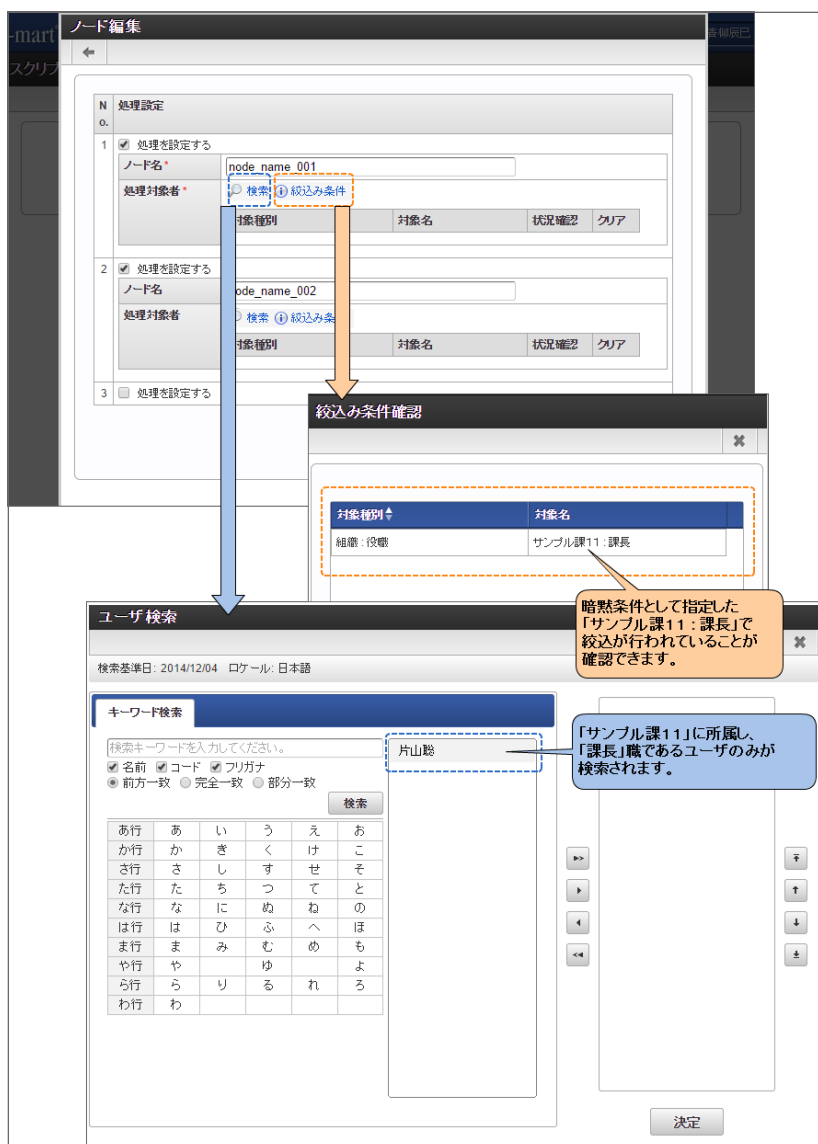 ノード編集
-mart
青柳辰巳
スクリプ
No. 処理設定
1 処理を設定する
ノード名* node_name_001
処理対象者* 検索 絞込み条件
対象種別 対象名 状況確認 クリア
2 処理を設定する
ノード名 node_name_002
処理対象者 検索 絞込み条
対象種別 対象名 状況確認 クリア
3 処理を設定する
絞込み条件確認
対象種別 対象名
組織 : 役職 サンプル課11 : 課長
暗黙条件として指定した
「サンプル課11：課長」で
絞込が行われていることが
確認できます。
ユーザ検索
検索基準日: 2014/12/04 ロケール: 日本語
キーワード検索
検索キーワードを入力してください。
名前 コード フリガナ
前方一致 完全一致 部分一致
検索
片山聡
「サンプル課11」に所属し、
「課長」職であるユーザのみが
検索されます。
あ行 あ い う え お
か行 か き く け こ
さ行 さ し す せ そ
た行 た ち つ て と
な行 な に ぬ ね の
は行 は ひ ふ へ ほ
ま行 ま み む め も
や行 や ゆ よ
ら行 ら り る れ ろ
わ行 わ
決定